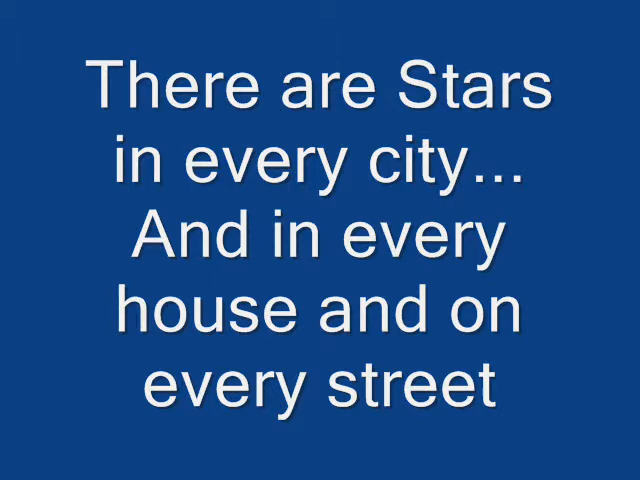 There are Stars
in every city...
And in every
house and on
every street